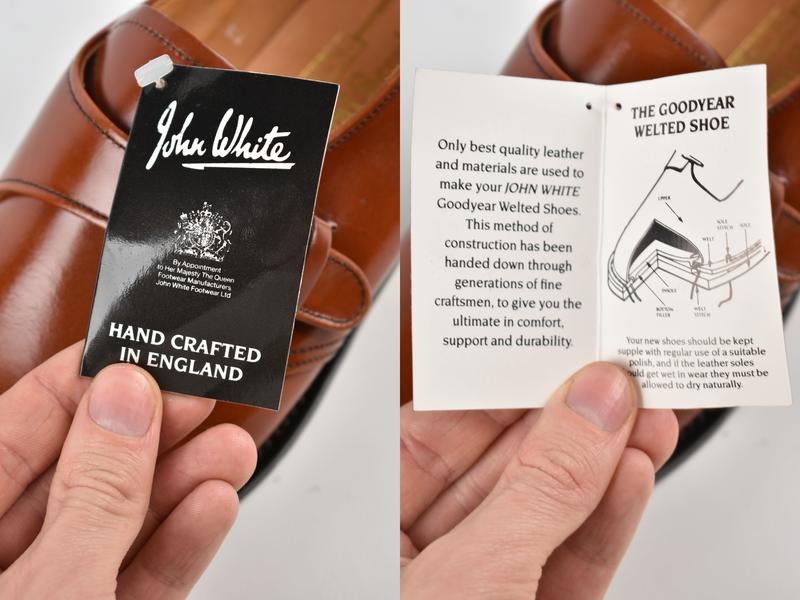 John White
By Appointment
to Her Majesty The Queen
Footwear Manufacturers
John White Footwear Ltd
HAND CRAFTED
IN ENGLAND
Only best quality leather
and materials are used to
make your JOHN WHITE
Goodyear Welted Shoes.
This method of
construction has been
handed down through
generations of fine
craftsmen, to give you the
ultimate in comfort,
support and durability.
THE GOODYEAR
WELTED SHOE
UPPER
SOLE
STITCH
SOLE
WELT
INSOLE
BOTTOM
FILLER
WELT
STITCH
Your new shoes should be kept
supple with regular use of a suitable
polish, and if the leather soles
get wet in wear they must be
allowed to dry naturally.